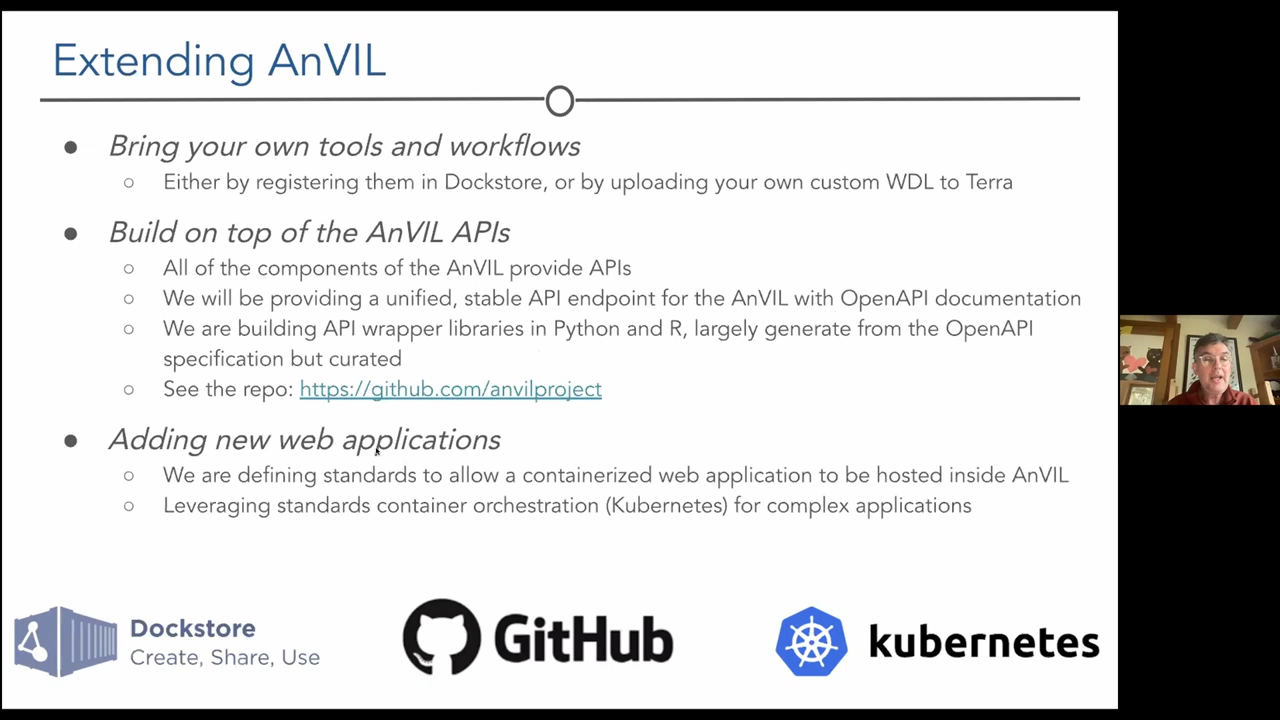 Extending AnVIL
● Bring your own tools and workflows
○ Either by registering them in Dockstore, or by uploading your own custom WDL to Terra
● Build on top of the AnVIL APIs
○ All of the components of the AnVIL provide APIs
○ We will be providing a unified, stable API endpoint for the AnVIL with OpenAPI documentation
○ We are building API wrapper libraries in Python and R, largely generate from the OpenAPI
specification but curated
○ See the repo: https://github.com/anvilproject
● Adding new web applications
○ We are defining standards to allow a containerized web application to be hosted inside AnVIL
○ Leveraging standards container orchestration (Kubernetes) for complex applications
Dockstore
Create, Share, Use
GitHub
kubernetes